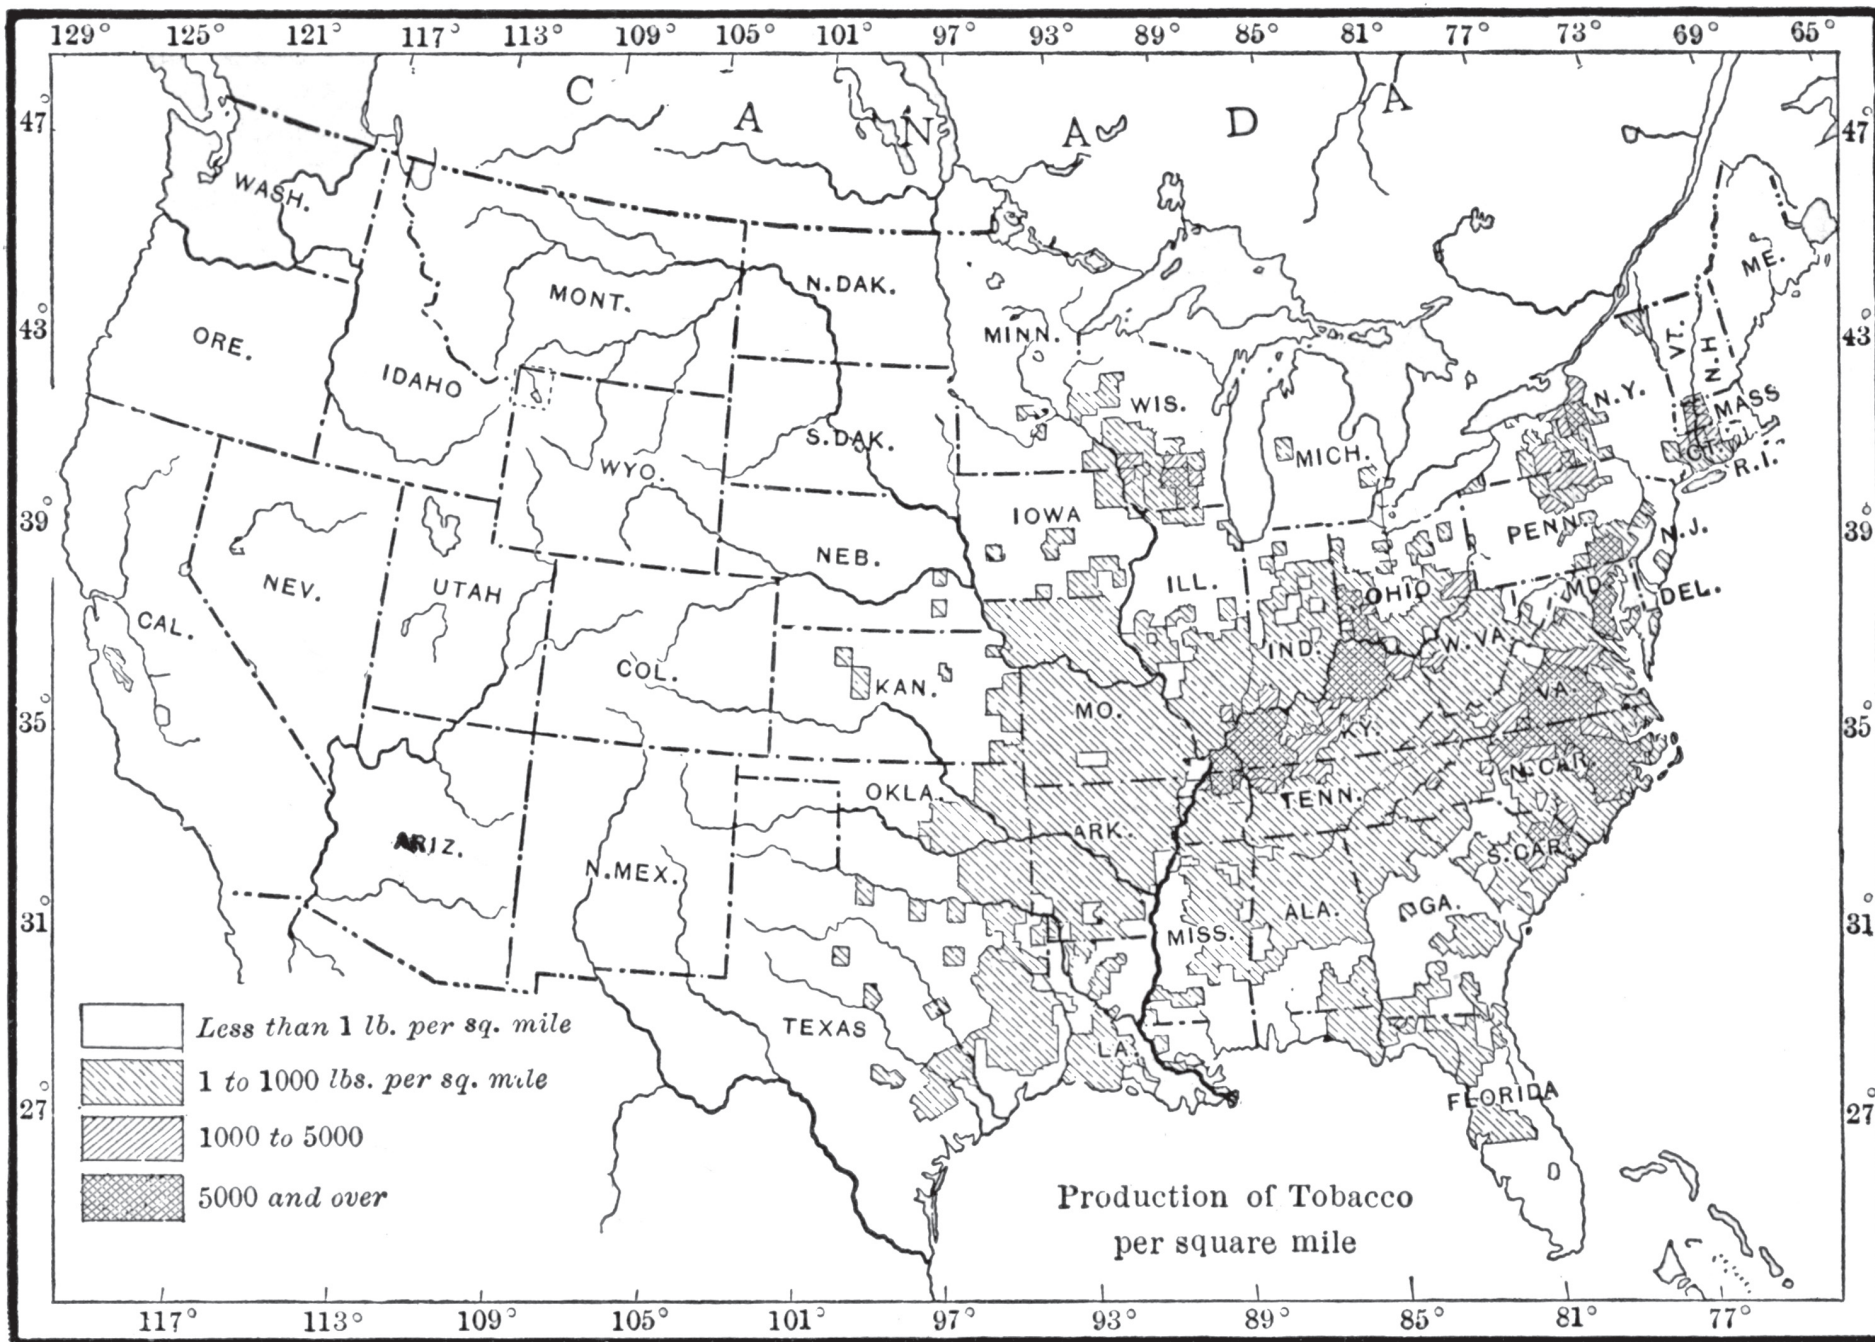 129° 125° 121° 117° 113° 109° 105° 101° 97° 93° 89° 85° 81° 77° 73° 69° 65°
C A N A D A
47° 47°
WASH.
ME.
MONT.
N.DAK.
43° 43°
ORE.
MINN.
VT.
N.H
IDAHO
WIS.
N.Y.
MASS
S.DAK.
MICH.
CT.
R.I.
WYO.
39° 39°
IOWA
PENN.
N.J.
NEB.
NEV.
UTAH
ILL.
OHIO
MD.
DEL.
CAL.
IND.
W.VA.
COL.
KAN.
VA.
35° 35°
MO.
KY.
N.CAR.
OKLA.
TENN.
ARIZ.
ARK.
S.CAR.
N.MEX.
31° 31°
ALA.
GA.
MISS.
TEXAS
LA.
FLORIDA
27° 27°
Less than 1 lb. per sq. mile
1 to 1000 lbs. per sq. mile
1000 to 5000
5000 and over
Production of Tobacco
per square mile
117° 113° 109° 105° 101° 97° 93° 89° 85° 81° 77°